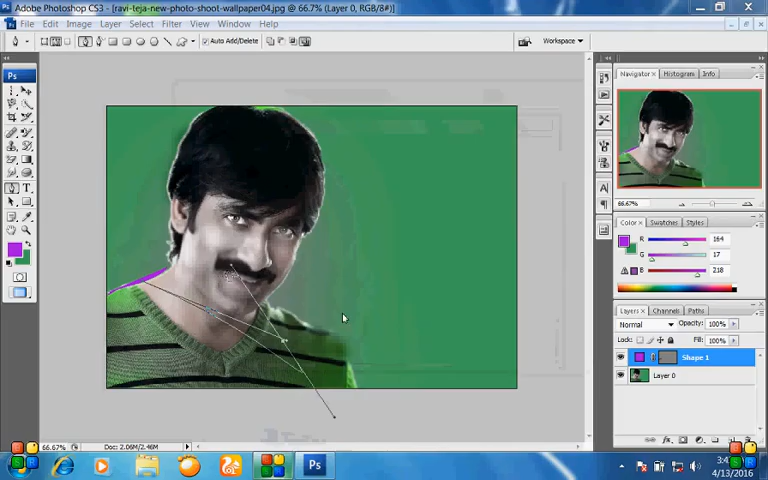 Adobe Photoshop CS3 - [ravi-teja-new-photo-shoot-wallpaper04.jpg @ 66.7% (Layer 0, RGB/8#)]
File Edit Image Layer Select Filter View Window Help
Auto Add/Delete
Workspace
Ps
T
Navigator Histogram Info
66.67%
Color Swatches Styles
R 164
G 17
B 218
Layers Channels Paths
Normal Opacity: 100%
Lock: Fill: 100%
Shape 1
Layer 0
66.67% Doc: 2.06M/2.46M
Ps
4/13/2016